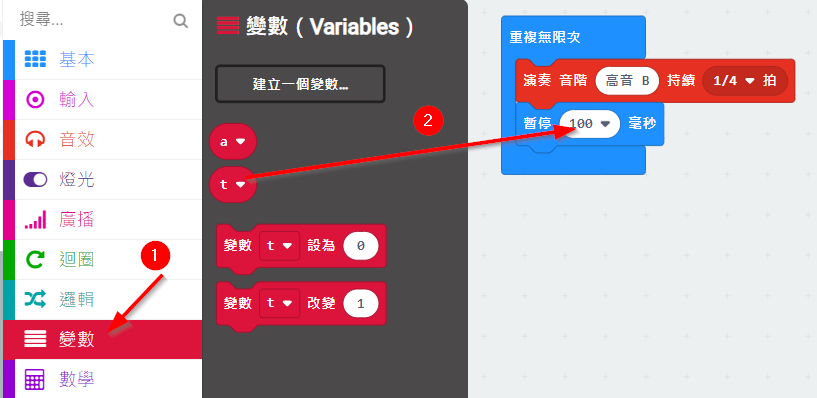 搜尋...
基本
輸入
音效
燈光
廣播
迴圈
邏輯
變數
數學
1
變數 ( Variables )
建立一個變數...
a
t
變數 t 設為 0
變數 t 改變 1
2
重複無限次
演奏 音階 高音 B 持續 1/4 拍
暫停 100 毫秒